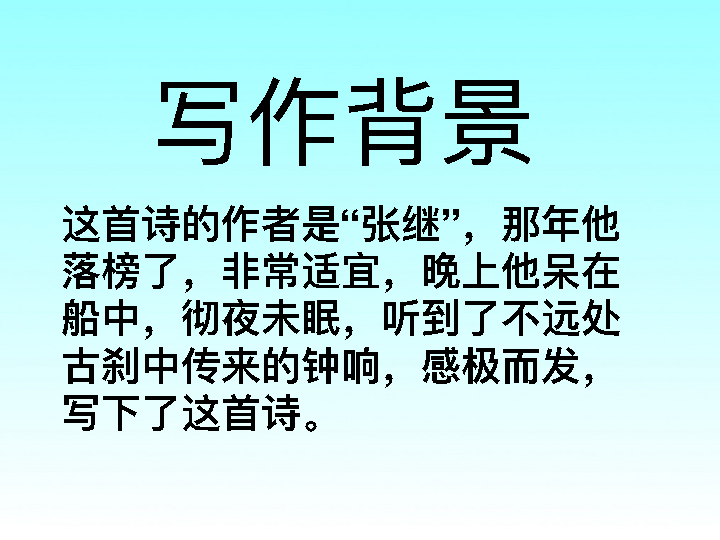 写作背景
这首诗的作者是“张继”，那年他
落榜了，非常适宜，晚上他呆在
船中，彻夜未眠，听到了不远处
古刹中传来的钟响，感极而发，
写下了这首诗。